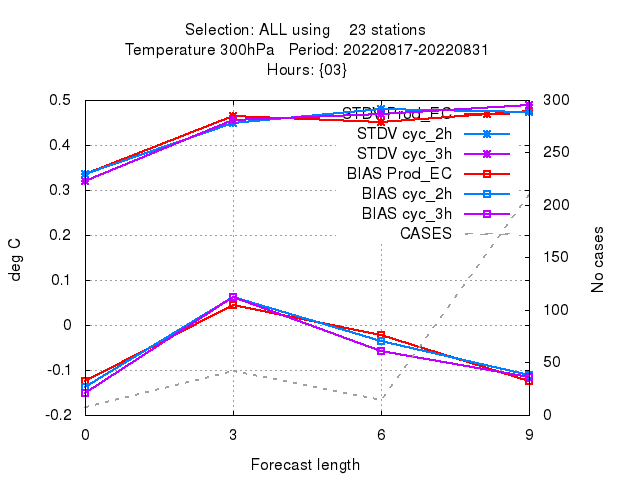 Selection: ALL using 23 stations
Temperature 300hPa Period: 20220817-20220831
Hours: {03}
0.5
0.4
0.3
0.2
0.1
0
-0.1
-0.2
300
250
200
150
100
50
0
0 3 6 9
deg C
No cases
Forecast length
STDV Prod_EC
STDV cyc_2h
STDV cyc_3h
BIAS Prod_EC
BIAS cyc_2h
BIAS cyc_3h
CASES